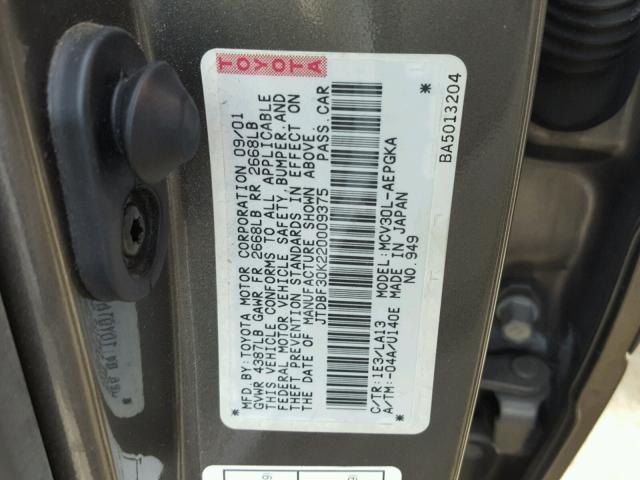 TOYOTA
MFD. BY: TOYOTA MOTOR CORPORATION 09/01
GVWR 4387LB GAWR FR 2668LB RR 2668LB
THIS VEHICLE CONFORMS TO ALL APPLICABLE
FEDERAL MOTOR VEHICLE SAFETY, BUMPER, AND
THEFT PREVENTION STANDARDS IN EFFECT ON
THE DATE OF MANUFACTURE SHOWN ABOVE.
* JTDBF30K220009375 PASS. CAR *
C/TR: 1E3/LA13 MODEL: MCV30L-AEPGKA
A/TM: -04A/U140E MADE IN JAPAN
NO. 949
BA5013204